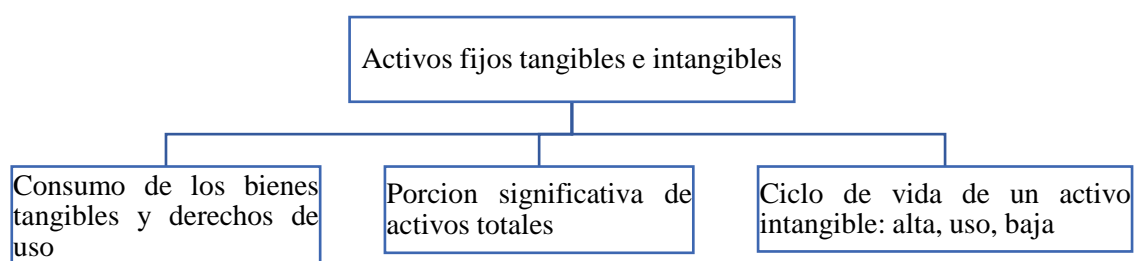 Activos fijos tangibles e intangibles
Consumo de los bienes
tangibles y derechos de
uso
Porcion significativa de
activos totales
Ciclo de vida de un activo
intangible: alta, uso, baja